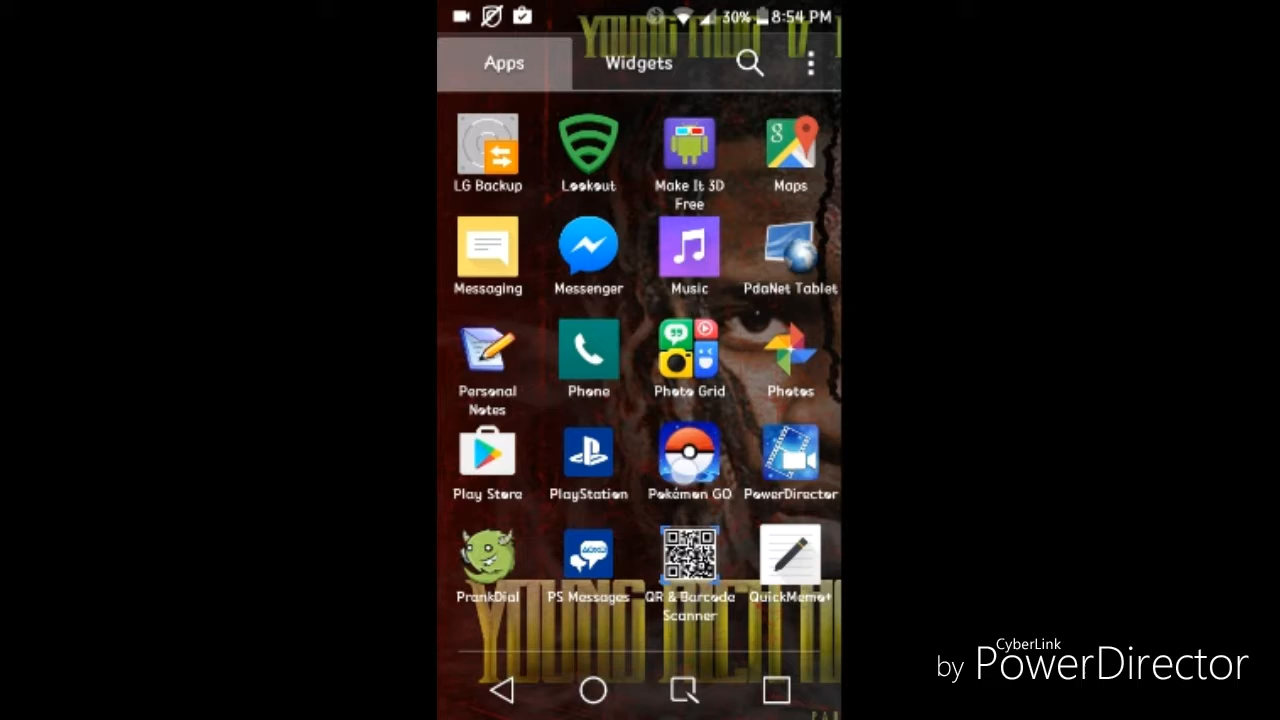 30% 8:54 PM
Apps Widgets
LG Backup Lookout Make It 3D Maps
Free
Messaging Messenger Music PdaNet Tablet
Personal Phone Photo Grid Photos
Notes
Play Store PlayStation Pokémon GO PowerDirector
PrankDial PS Messages QR & Barcode QuickMemo+
Scanner
CyberLink
by PowerDirector